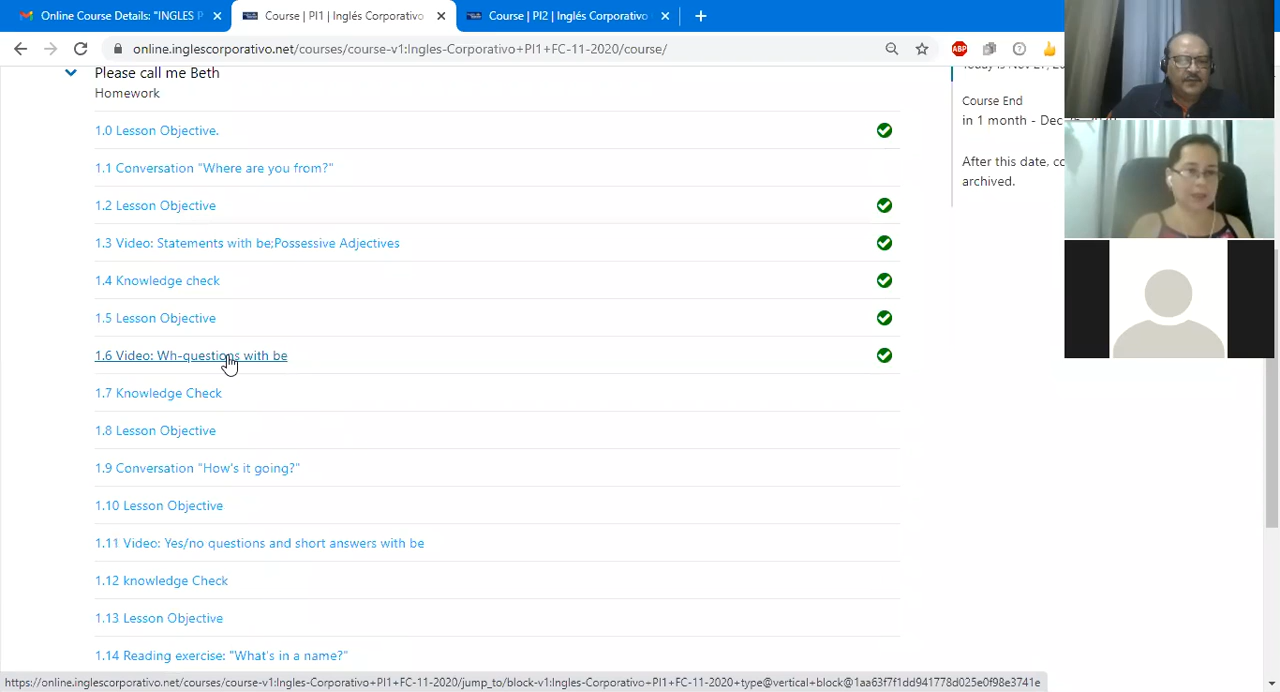 Online Course Details: "INGLES P
Course | PI1 | Inglés Corporativo
Course | PI2 | Inglés Corporativo
online.inglescorporativo.net/courses/course-v1:Ingles-Corporativo+PI1+FC-11-2020/course/
ABP
Please call me Beth
Homework
1.0 Lesson Objective.
1.1 Conversation "Where are you from?"
1.2 Lesson Objective
1.3 Video: Statements with be;Possessive Adjectives
1.4 Knowledge check
1.5 Lesson Objective
1.6 Video: Wh-questions with be
1.7 Knowledge Check
1.8 Lesson Objective
1.9 Conversation "How's it going?"
1.10 Lesson Objective
1.11 Video: Yes/no questions and short answers with be
1.12 knowledge Check
1.13 Lesson Objective
1.14 Reading exercise: "What's in a name?"
Today is Nov 21,
Course End
in 1 month - Dec
After this date, co
archived.
https://online.inglescorporativo.net/courses/course-v1:Ingles-Corporativo+PI1+FC-11-2020/jump_to/block-v1:Ingles-Corporativo+PI1+FC-11-2020+type@vertical+block@1aa63f7f1dd941778d025e0f98e3741e